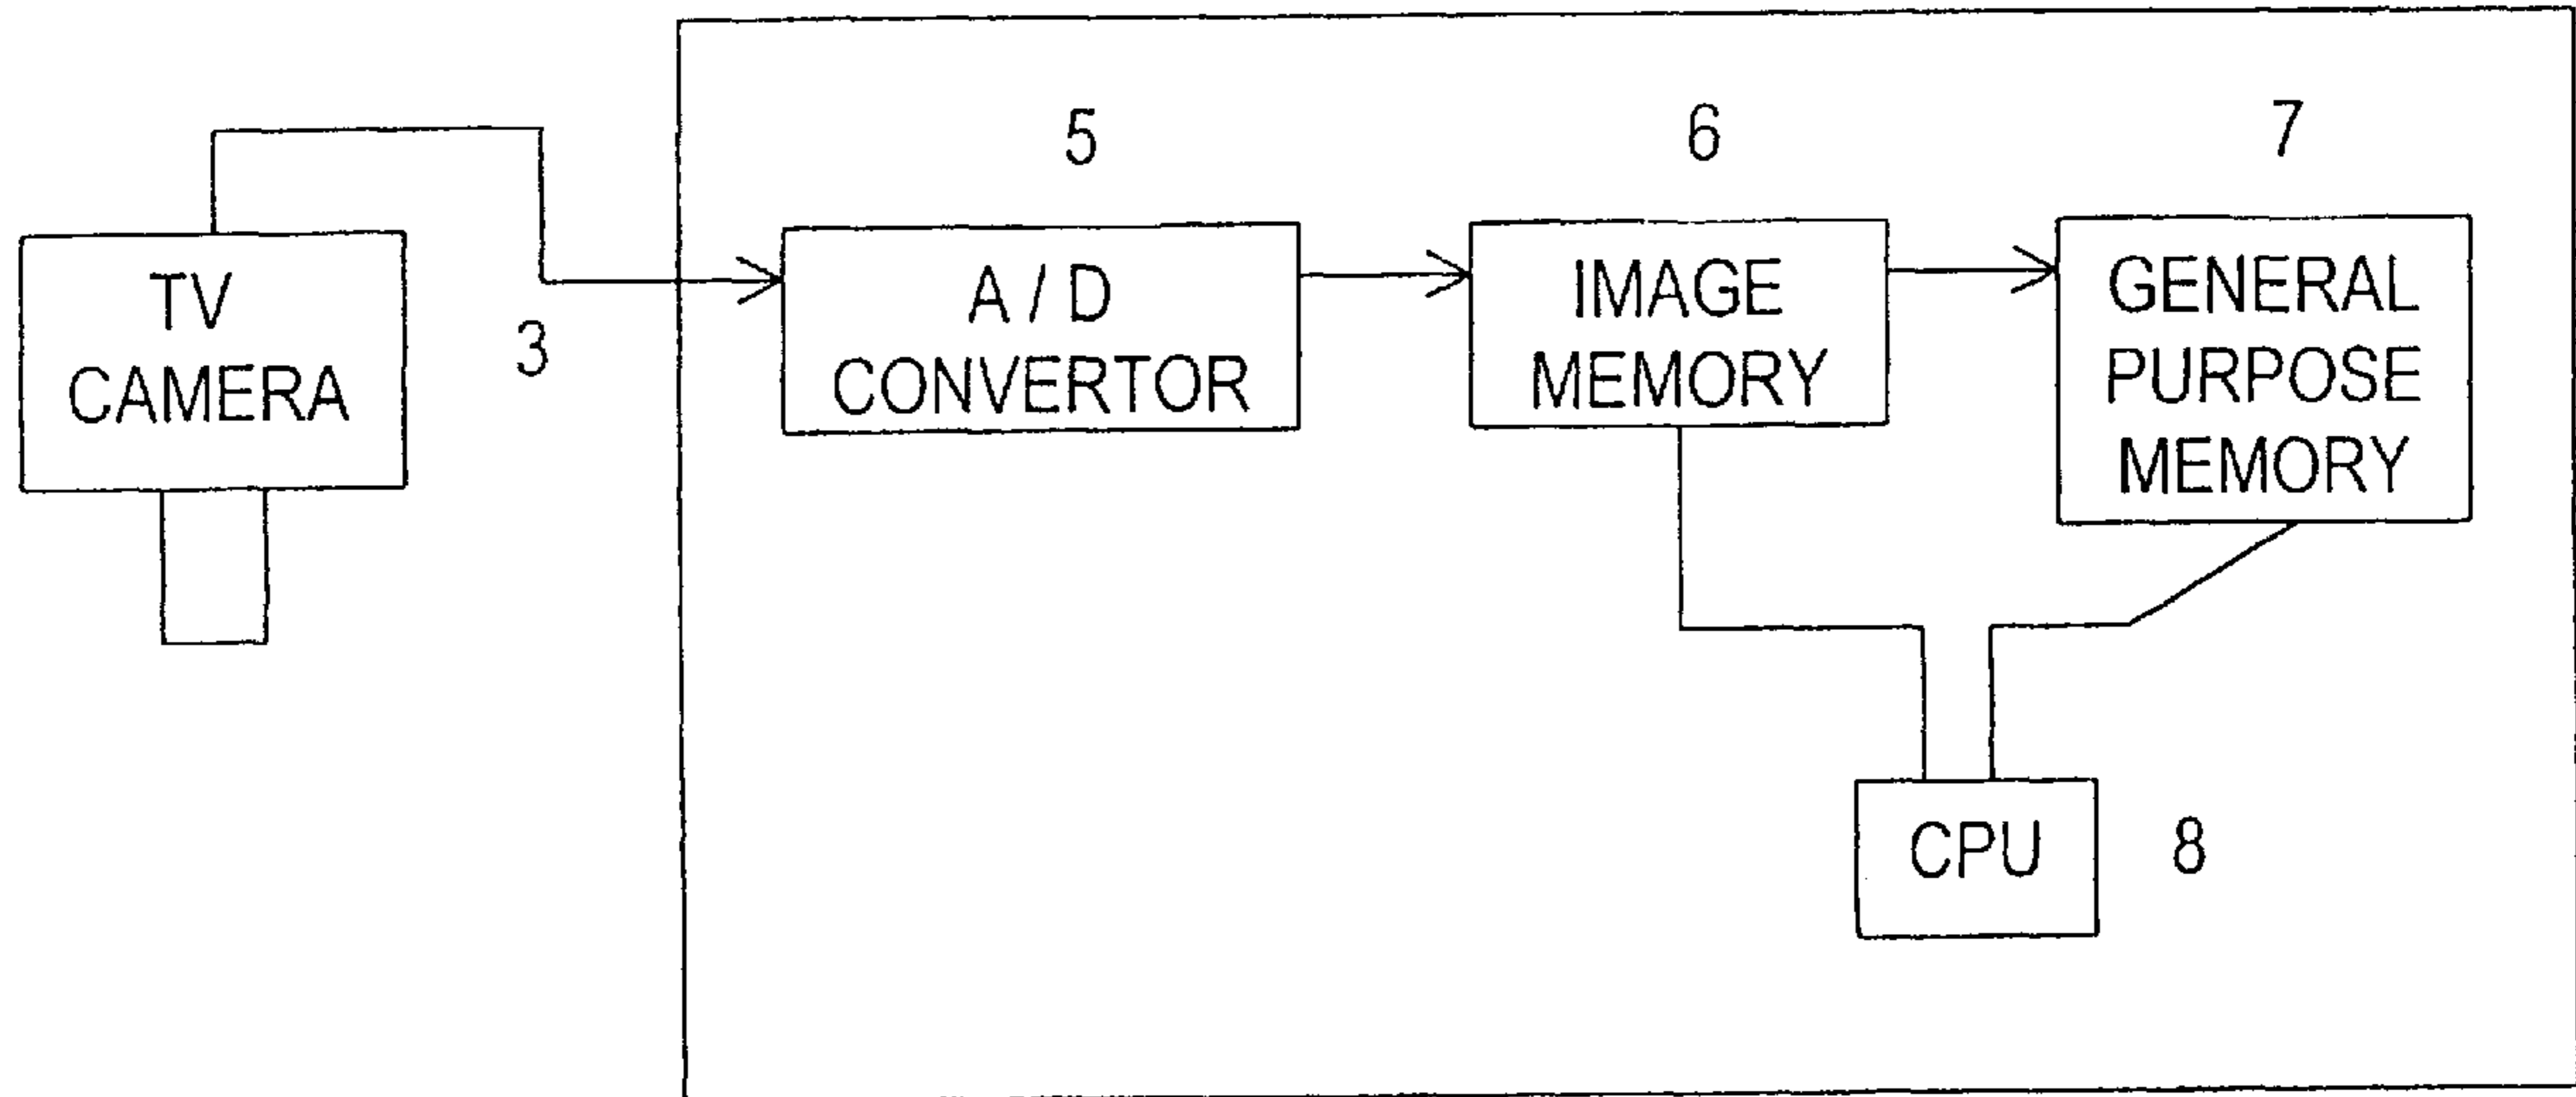 5
6
7
TV
CAMERA
3
A / D
CONVERTOR
IMAGE
MEMORY
GENERAL
PURPOSE
MEMORY
CPU
8